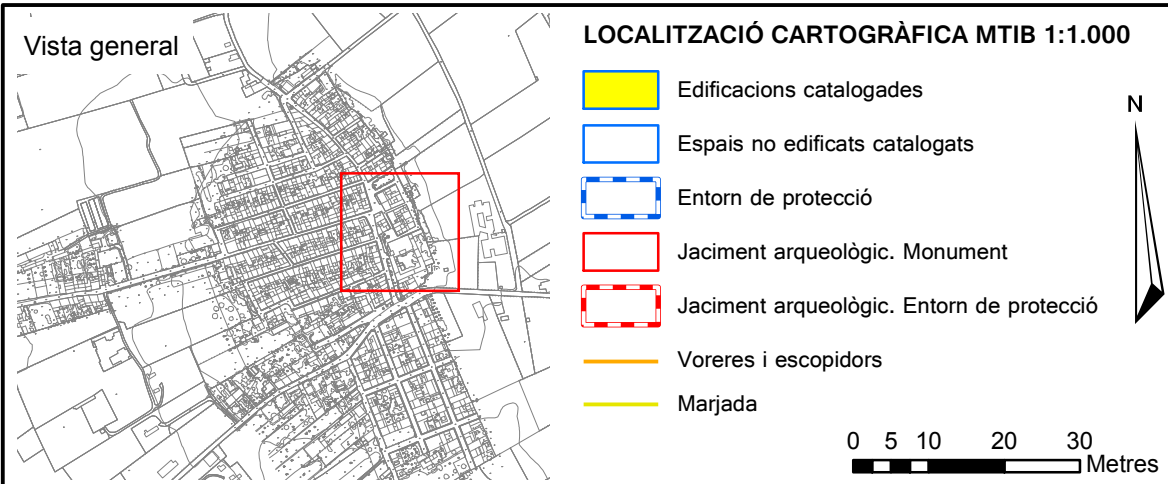 Vista general
LOCALITZACIÓ CARTOGRÀFICA MTIB 1:1.000
Edificacions catalogades
Espais no edificats catalogats
Entorn de protecció
Jaciment arqueològic. Monument
Jaciment arqueològic. Entorn de protecció
Voreres i escopidors
Marjada
N
0 5 10 20 30
Metres